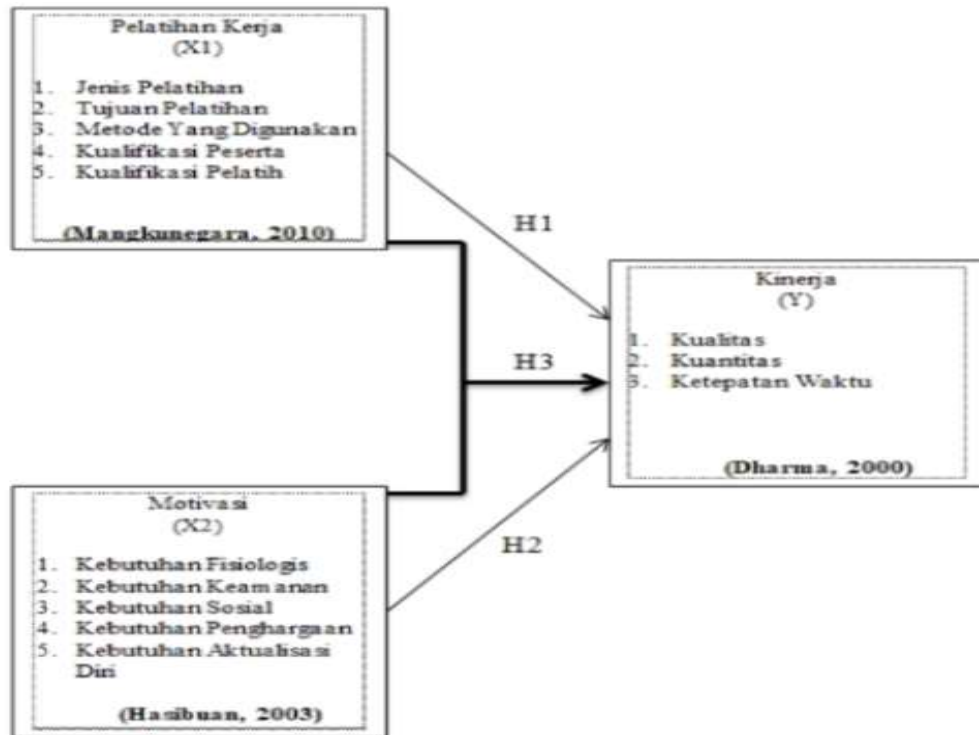 Pelatihan Kerja
(X1)
1. Jenis Pelatihan
2. Tujuan Pelatihan
3. Metode Yang Digunakan
4. Kualifikasi Peserta
5. Kualifikasi Pelatih
(Mangkunegara, 2010)
H1
Kinerja
(Y)
1. Kualitas
2. Kuantitas
3. Ketepatan Waktu
(Dharma, 2000)
H3
H2
Motivasi
(X2)
1. Kebutuhan Fisiologis
2. Kebutuhan Keamanan
3. Kebutuhan Sosial
4. Kebutuhan Penghargaan
5. Kebutuhan Aktualisasi
Diri
(Hasibuan, 2003)